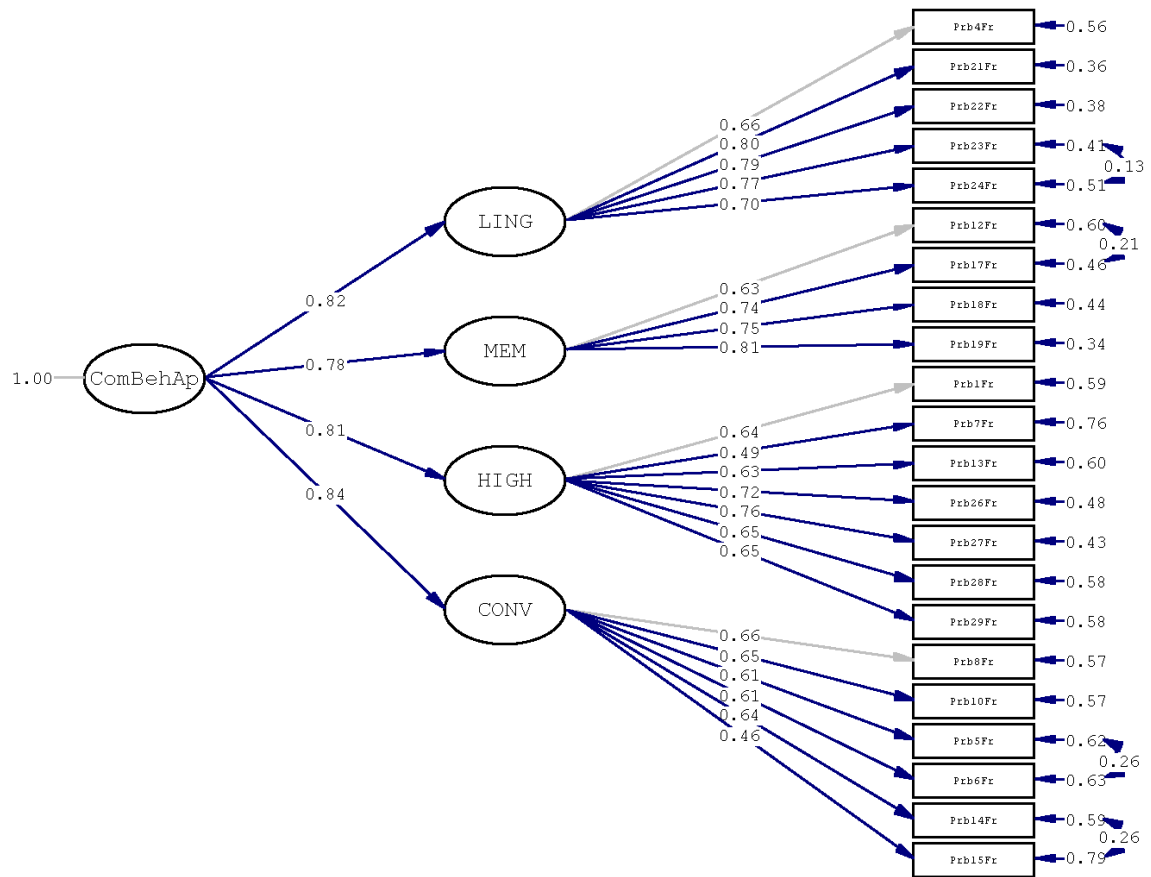 Prb4Fr 0.56
Prb21Fr 0.36
Prb22Fr 0.38
Prb23Fr 0.41
0.13
Prb24Fr 0.51
Prb12Fr 0.60
0.21
Prb17Fr 0.46
Prb18Fr 0.44
Prb19Fr 0.34
Prb1Fr 0.59
Prb7Fr 0.76
Prb13Fr 0.60
Prb26Fr 0.48
Prb27Fr 0.43
Prb28Fr 0.58
Prb29Fr 0.58
Prb8Fr 0.57
Prb10Fr 0.57
Prb5Fr 0.62
0.26
Prb6Fr 0.63
Prb14Fr 0.59
0.26
Prb15Fr 0.79
0.66
0.80
0.79
0.77
0.70
LING
0.63
0.74
0.75
0.81
MEM
0.64
0.49
0.63
0.72
0.76
0.65
0.65
HIGH
0.66
0.65
0.61
0.61
0.64
0.46
CONV
0.82
0.78
0.81
0.84
1.00 ComBehAp